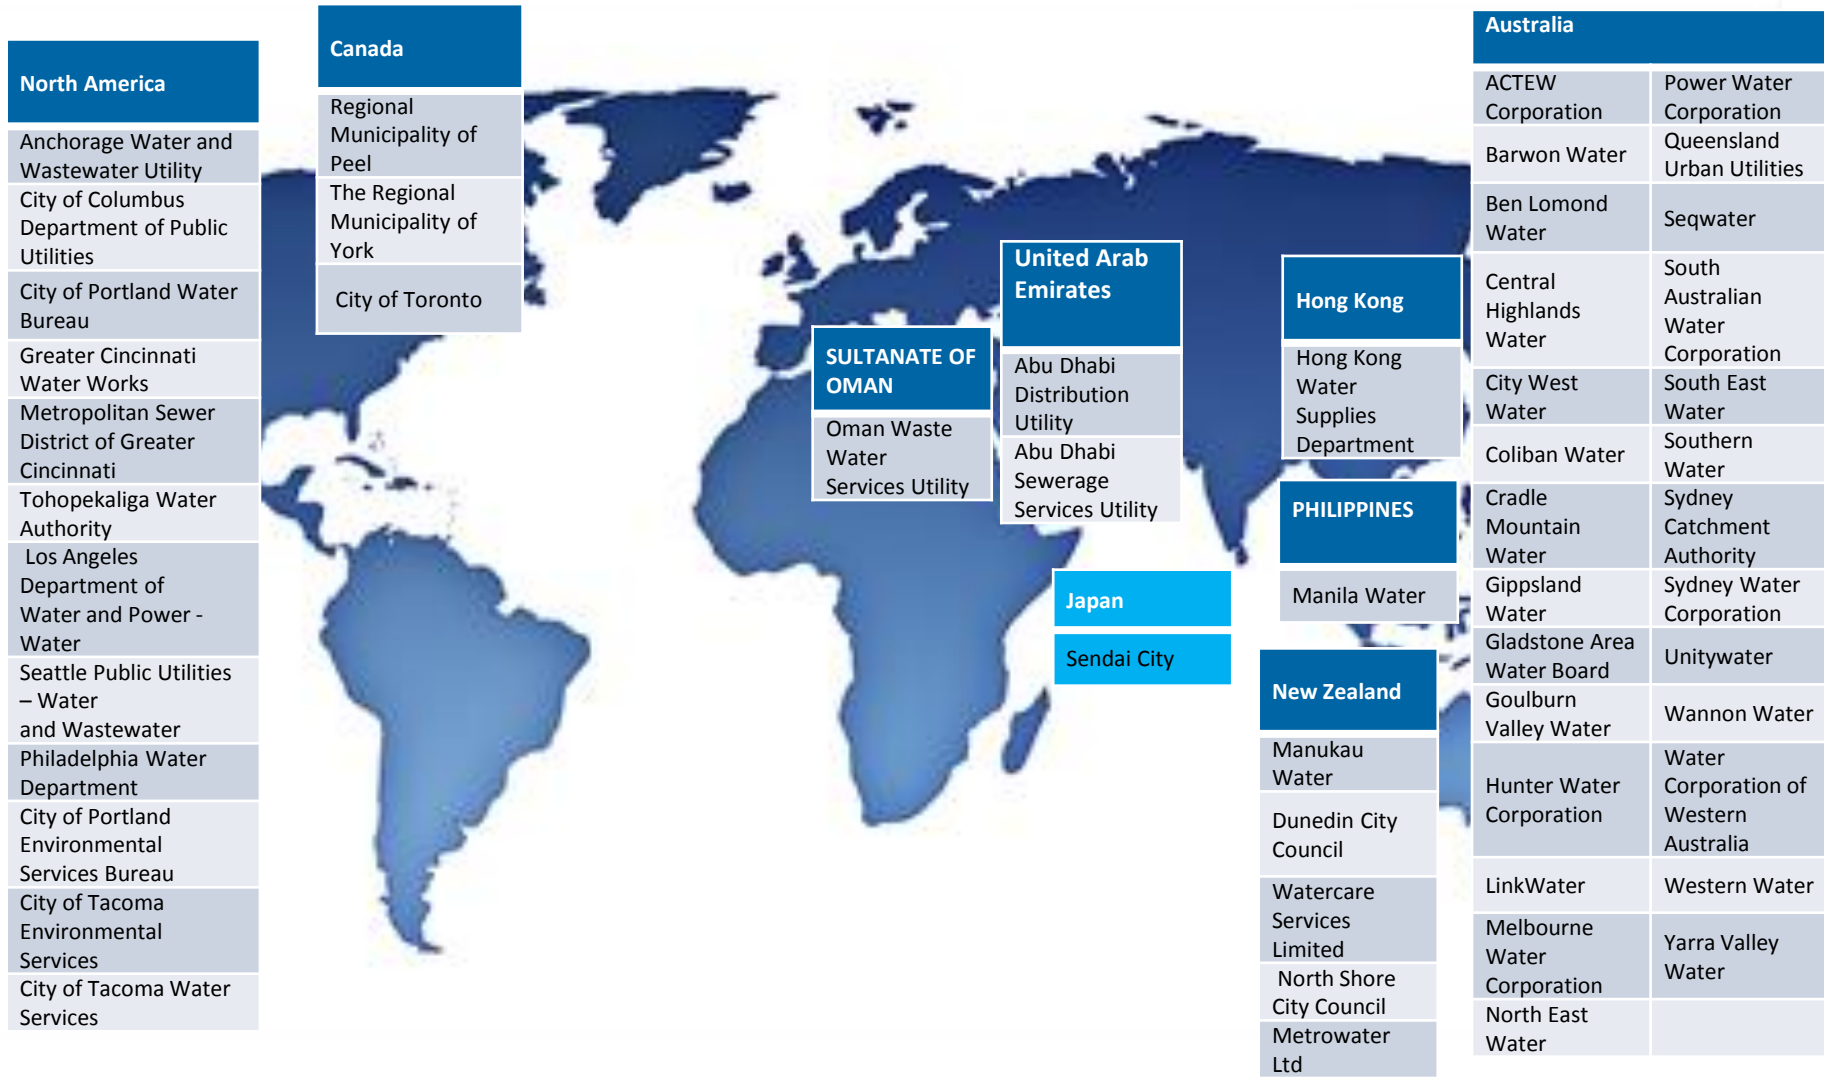 North America
Anchorage Water and
Wastewater Utility
City of Columbus
Department of Public
Utilities
City of Portland Water
Bureau
Greater Cincinnati
Water Works
Metropolitan Sewer
District of Greater
Cincinnati
Tohopekaliga Water
Authority
Los Angeles
Department of
Water and Power -
Water
Seattle Public Utilities
– Water
and Wastewater
Philadelphia Water
Department
City of Portland
Environmental
Services Bureau
City of Tacoma
Environmental
Services
City of Tacoma Water
Services
Canada
Regional
Municipality of
Peel
The Regional
Municipality of
York
City of Toronto
SULTANATE OF
OMAN
Oman Waste
Water
Services Utility
United Arab
Emirates
Abu Dhabi
Distribution
Utility
Abu Dhabi
Sewerage
Services Utility
Japan
Sendai City
Hong Kong
Hong Kong
Water
Supplies
Department
PHILIPPINES
Manila Water
New Zealand
Manukau
Water
Dunedin City
Council
Watercare
Services
Limited
North Shore
City Council
Metrowater
Ltd
Australia
ACTEW
Corporation
Power Water
Corporation
Barwon Water
Queensland
Urban Utilities
Ben Lomond
Water
Seqwater
Central
Highlands
Water
South
Australian
Water
Corporation
City West
Water
South East
Water
Coliban Water
Southern
Water
Cradle
Mountain
Water
Sydney
Catchment
Authority
Gippsland
Water
Sydney Water
Corporation
Gladstone Area
Water Board
Unitywater
Goulburn
Valley Water
Wannon Water
Hunter Water
Corporation
Water
Corporation of
Western
Australia
LinkWater
Western Water
Melbourne
Water
Corporation
Yarra Valley
Water
North East
Water